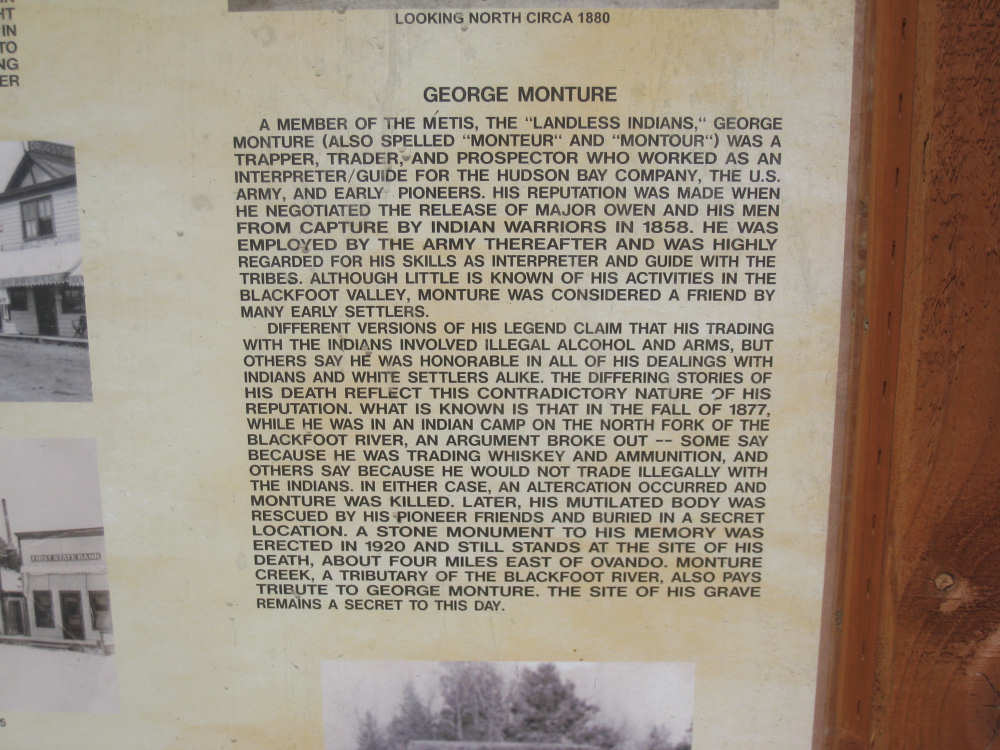 HT
IN
TO
NG
ER
LOOKING NORTH CIRCA 1880
GEORGE MONTURE
A MEMBER OF THE METIS, THE "LANDLESS INDIANS," GEORGE
MONTURE (ALSO SPELLED "MONTEUR" AND "MONTOUR") WAS A
TRAPPER, TRADER, AND PROSPECTOR WHO WORKED AS AN
INTERPRETER/GUIDE FOR THE HUDSON BAY COMPANY, THE U.S.
ARMY, AND EARLY PIONEERS. HIS REPUTATION WAS MADE WHEN
HE NEGOTIATED THE RELEASE OF MAJOR OWEN AND HIS MEN
FROM CAPTURE BY INDIAN WARRIORS IN 1858. HE WAS
EMPLOYED BY THE ARMY THEREAFTER AND WAS HIGHLY
REGARDED FOR HIS SKILLS AS INTERPRETER AND GUIDE WITH THE
TRIBES. ALTHOUGH LITTLE IS KNOWN OF HIS ACTIVITIES IN THE
BLACKFOOT VALLEY, MONTURE WAS CONSIDERED A FRIEND BY
MANY EARLY SETTLERS.
DIFFERENT VERSIONS OF HIS LEGEND CLAIM THAT HIS TRADING
WITH THE INDIANS INVOLVED ILLEGAL ALCOHOL AND ARMS, BUT
OTHERS SAY HE WAS HONORABLE IN ALL OF HIS DEALINGS WITH
INDIANS AND WHITE SETTLERS ALIKE. THE DIFFERING STORIES OF
HIS DEATH REFLECT THIS CONTRADICTORY NATURE OF HIS
REPUTATION. WHAT IS KNOWN IS THAT IN THE FALL OF 1877,
WHILE HE WAS IN AN INDIAN CAMP ON THE NORTH FORK OF THE
BLACKFOOT RIVER, AN ARGUMENT BROKE OUT -- SOME SAY
BECAUSE HE WAS TRADING WHISKEY AND AMMUNITION, AND
OTHERS SAY BECAUSE HE WOULD NOT TRADE ILLEGALLY WITH
THE INDIANS. IN EITHER CASE, AN ALTERCATION OCCURRED AND
MONTURE WAS KILLED. LATER, HIS MUTILATED BODY WAS
RESCUED BY HIS PIONEER FRIENDS AND BURIED IN A SECRET
LOCATION. A STONE MONUMENT TO HIS MEMORY WAS
ERECTED IN 1920 AND STILL STANDS AT THE SITE OF HIS
DEATH, ABOUT FOUR MILES EAST OF OVANDO. MONTURE
CREEK, A TRIBUTARY OF THE BLACKFOOT RIVER, ALSO PAYS
TRIBUTE TO GEORGE MONTURE. THE SITE OF HIS GRAVE
REMAINS A SECRET TO THIS DAY.
FIRST STATE BANK
5